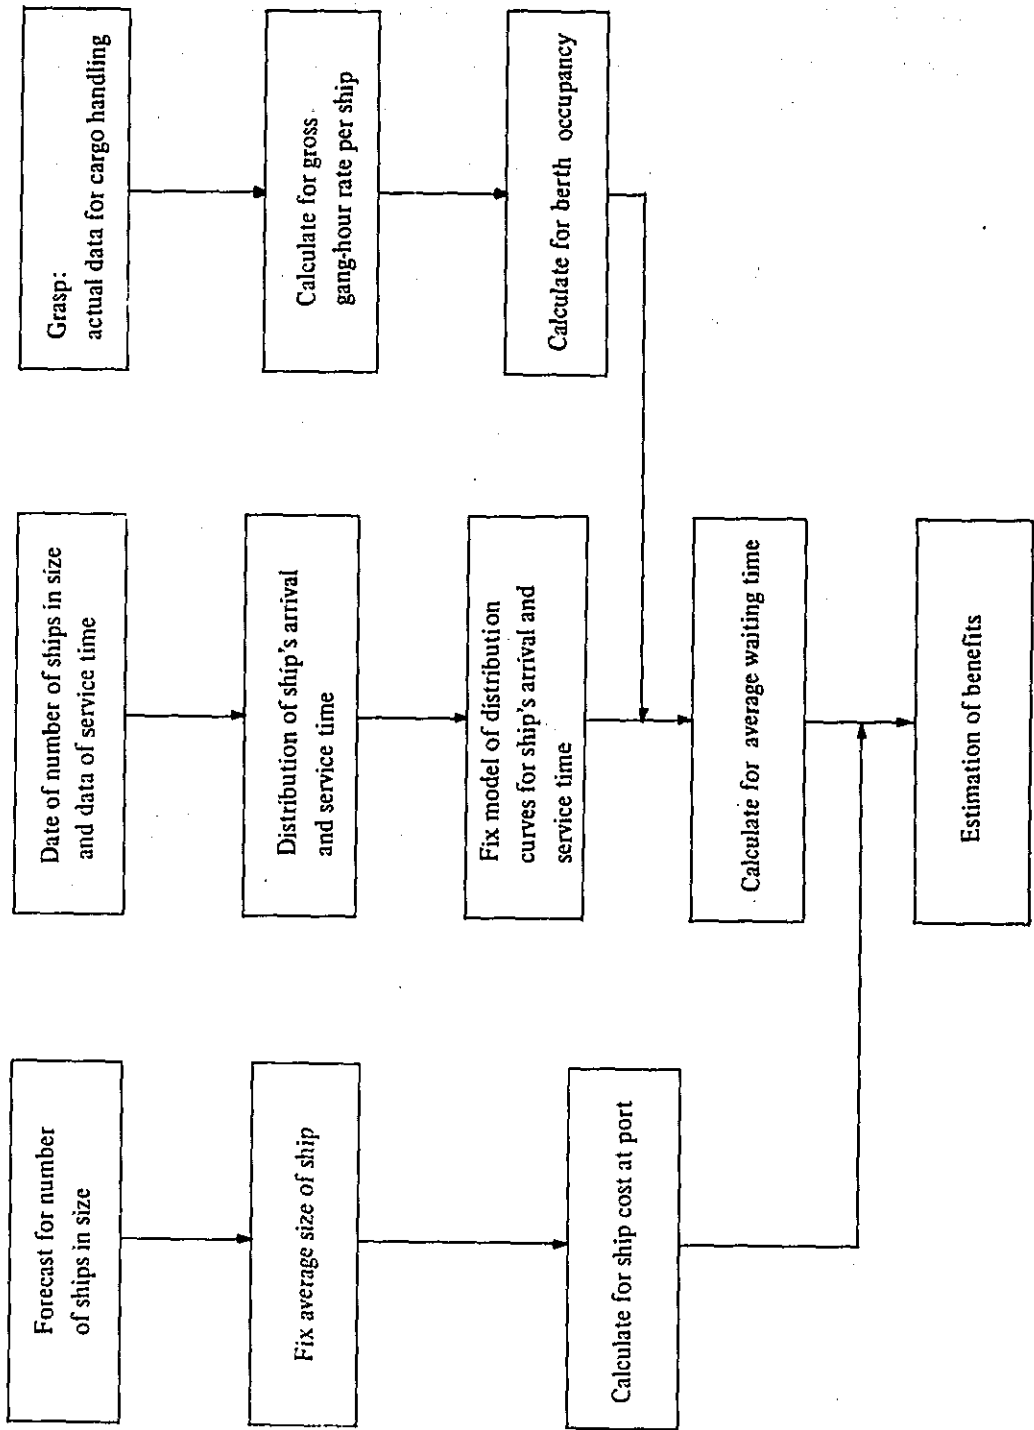 Forecast for number
of ships in size
Fix average size of ship
Calculate for ship cost at port
Date of number of ships in size
and data of service time
Distribution of ship's arrival
and service time
Fix model of distribution
curves for ship's arrival and
service time
Calculate for average waiting time
Estimation of benefits
Grasp:
actual data for cargo handling
Calculate for gross
gang-hour rate per ship
Calculate for berth occupancy